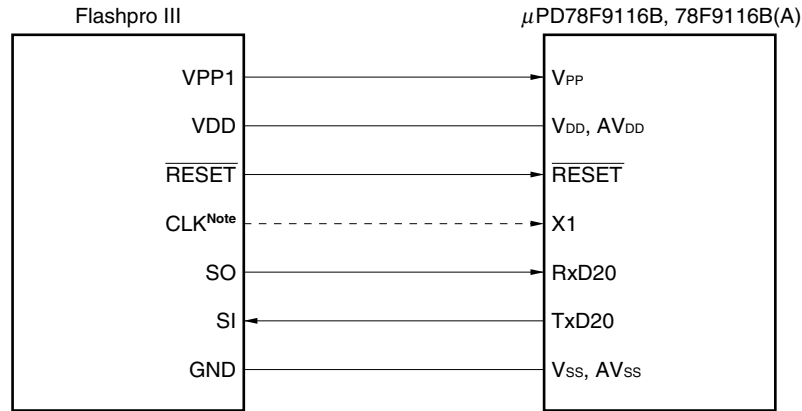 Flashpro III
μPD78F9116B, 78F9116B(A)
VPP1
VPP
VDD
VDD, AVDD
RESET
RESET
CLKNote
X1
SO
RxD20
SI
TxD20
GND
VSS, AVSS